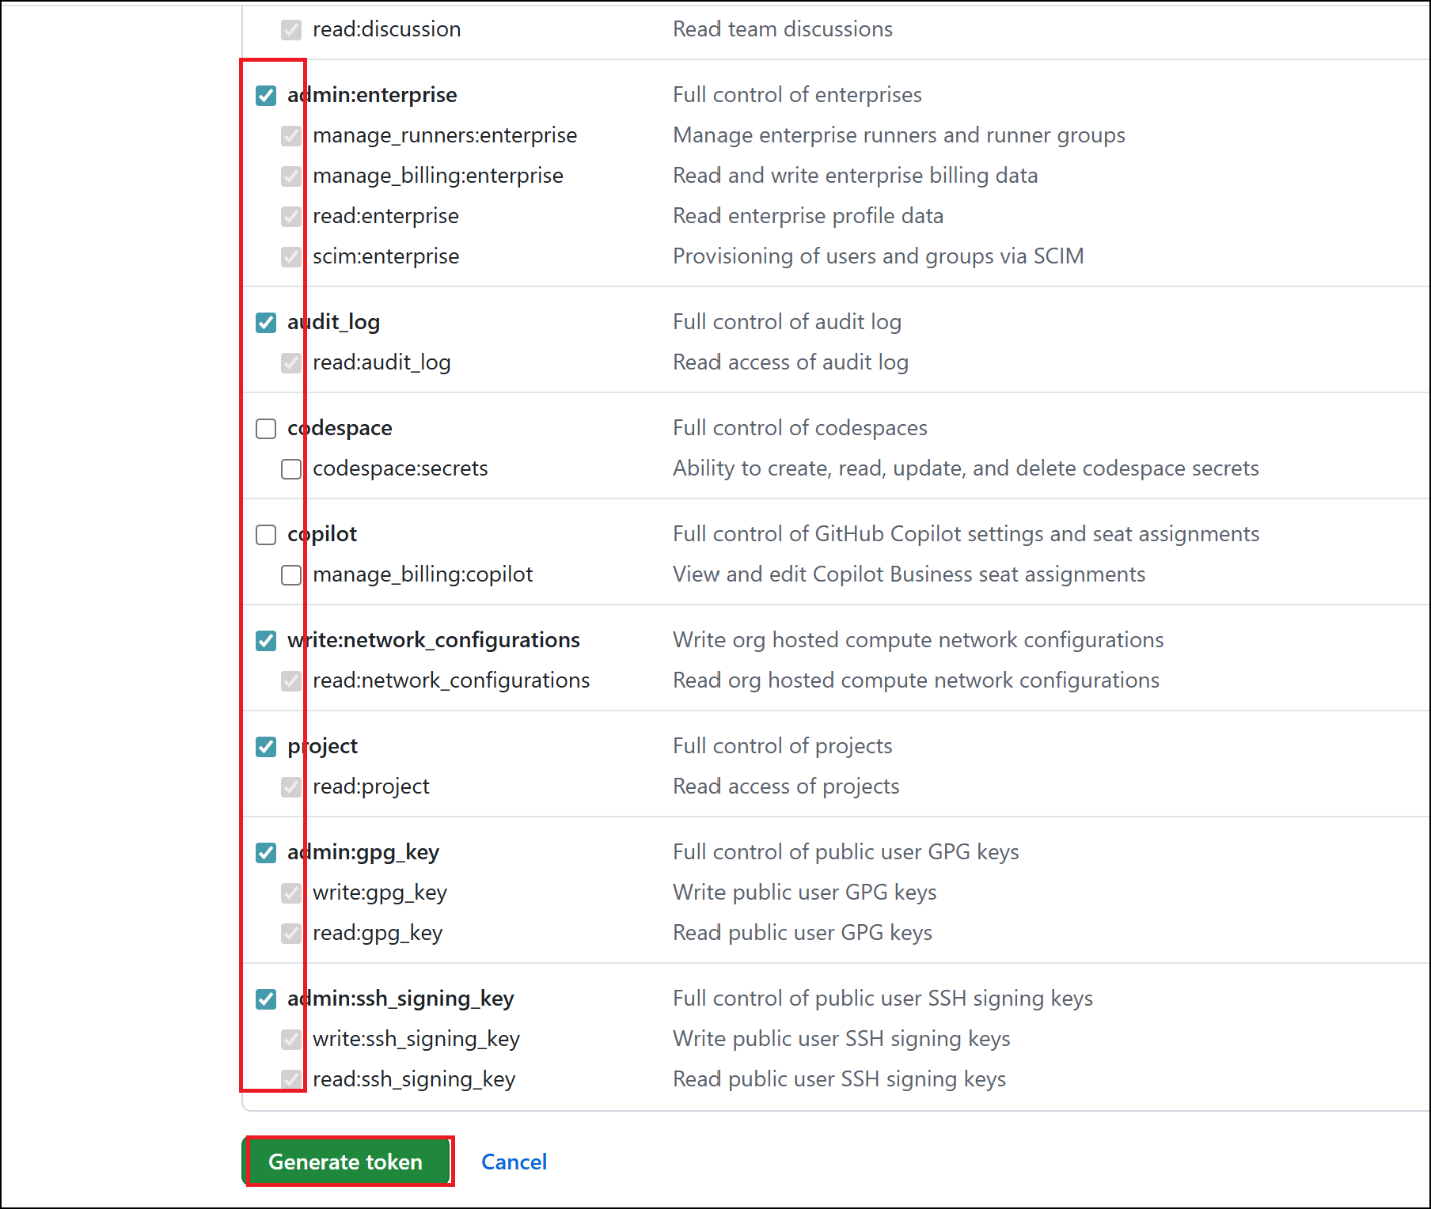 read:discussion Read team discussions
admin:enterprise Full control of enterprises
manage_runners:enterprise Manage enterprise runners and runner groups
manage_billing:enterprise Read and write enterprise billing data
read:enterprise Read enterprise profile data
scim:enterprise Provisioning of users and groups via SCIM
audit_log Full control of audit log
read:audit_log Read access of audit log
codespace Full control of codespaces
codespace:secrets Ability to create, read, update, and delete codespace secrets
copilot Full control of GitHub Copilot settings and seat assignments
manage_billing:copilot View and edit Copilot Business seat assignments
write:network_configurations Write org hosted compute network configurations
read:network_configurations Read org hosted compute network configurations
project Full control of projects
read:project Read access of projects
admin:gpg_key Full control of public user GPG keys
write:gpg_key Write public user GPG keys
read:gpg_key Read public user GPG keys
admin:ssh_signing_key Full control of public user SSH signing keys
write:ssh_signing_key Write public user SSH signing keys
read:ssh_signing_key Read public user SSH signing keys
Generate token Cancel